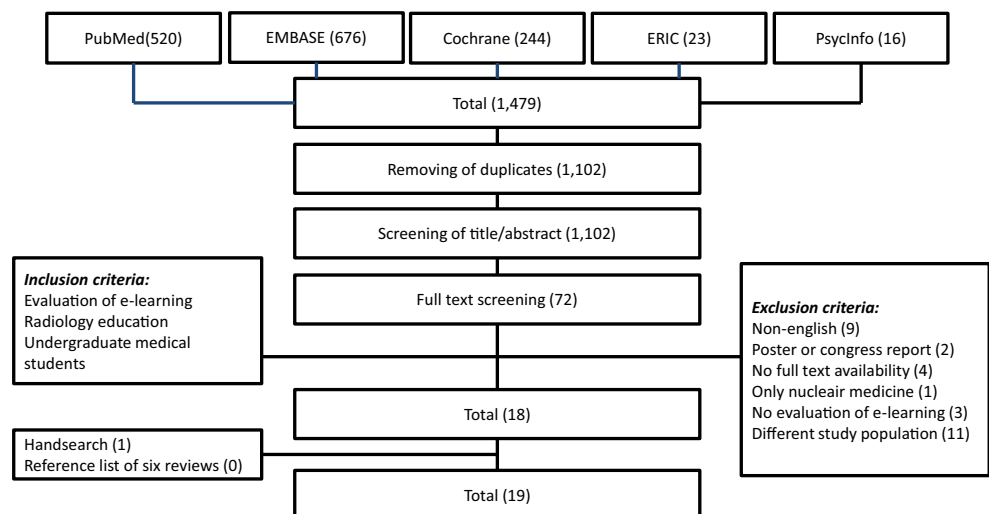 PubMed(520)
EMBASE (676)
Cochrane (244)
ERIC (23)
PsycInfo (16)
Total (1,479)
Removing of duplicates (1,102)
Screening of title/abstract (1,102)
Inclusion criteria:
Evaluation of e-learning
Radiology education
Undergraduate medical
students
Full text screening (72)
Exclusion criteria:
Non-english (9)
Poster or congress report (2)
No full text availability (4)
Only nucleair medicine (1)
No evaluation of e-learning (3)
Different study population (11)
Total (18)
Handsearch (1)
Reference list of six reviews (0)
Total (19)